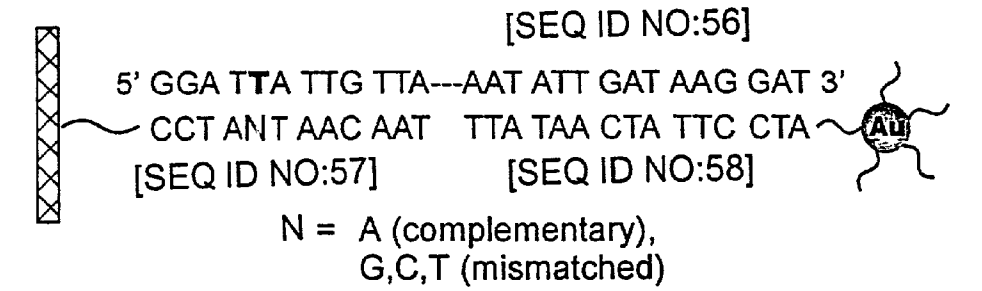 [SEQ ID NO:56]
5' GGA TTA TTG TTA---AAT ATT GAT AAG GAT 3'
CCT ANT AAC AAT TTA TAA CTA TTC CTA Au
[SEQ ID NO:57] [SEQ ID NO:58]
N = A (complementary),
G,C,T (mismatched)